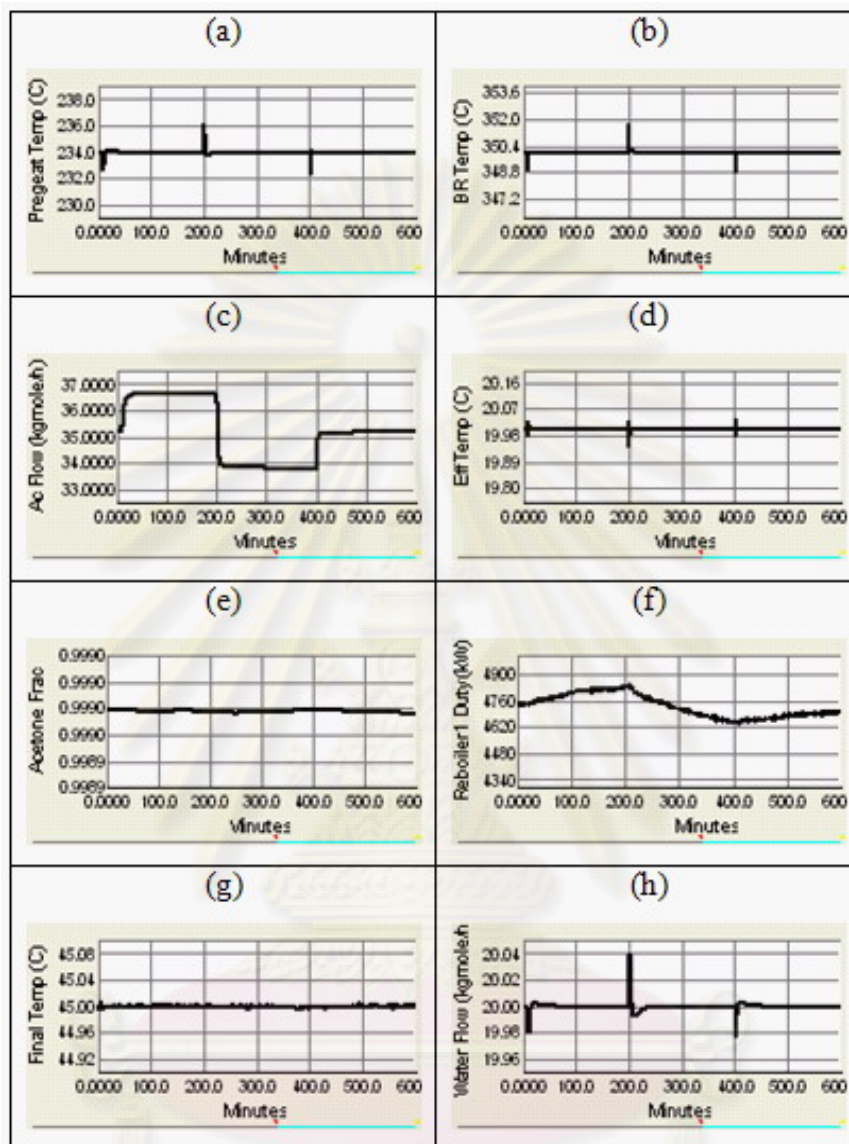 (a)
Pregeat Temp (C)
238.0
236.0
234.0
232.0
230.0
0.0000 100.0 200.0 300.0 400.0 500.0 600
Minutes
(b)
BR Temp (C)
353.6
352.0
350.4
348.8
347.2
0.0000 100.0 200.0 300.0 400.0 500.0 600
Minutes
(c)
Ac Flow (kgmole/h)
37.0000
36.0000
35.0000
34.0000
33.0000
0.0000 100.0 200.0 300.0 400.0 500.0 600
Minutes
(d)
Eff Temp (C)
20.16
20.07
19.98
19.89
19.80
0.0000 100.0 200.0 300.0 400.0 500.0 600
Minutes
(e)
Acetone Frac
0.9990
0.9990
0.9990
0.9990
0.9989
0.9989
0.0000 100.0 200.0 300.0 400.0 500.0 600
Minutes
(f)
Reboiler1 Duty (kW)
4900
4760
4620
4480
4340
0.0000 100.0 200.0 300.0 400.0 500.0 600
Minutes
(g)
Final Temp (C)
45.08
45.04
45.00
44.96
44.92
0.0000 100.0 200.0 300.0 400.0 500.0 600
Minutes
(h)
Water Flow (kgmole/h
20.04
20.00
19.98
19.96
0.0000 100.0 200.0 300.0 400.0 500.0 600
Minutes